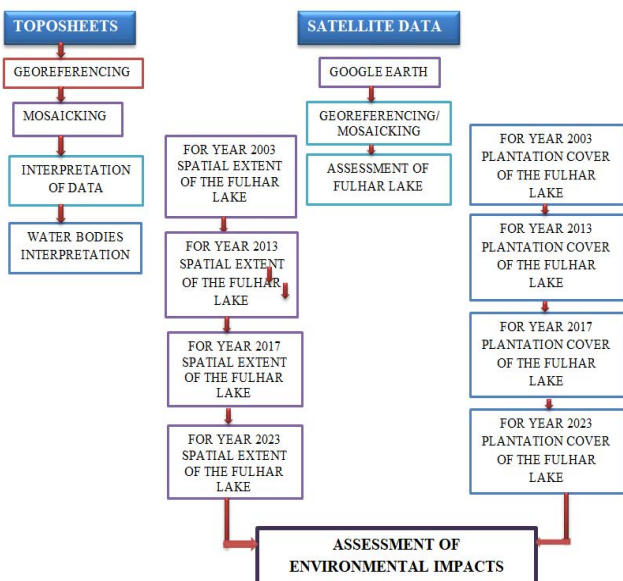 TOPOSHEETS
GEOREFERENCING
MOSAICKING
INTERPRETATION
OF DATA
WATER BODIES
INTERPRETATION
SATELLITE DATA
GOOGLE EARTH
GEOREFERENCING/
MOSAICKING
ASSESSMENT OF
FULHAR LAKE
FOR YEAR 2003
SPATIAL EXTENT
OF THE FULHAR
LAKE
FOR YEAR 2013
SPATIAL EXTENT
OF THE FULHAR
LAKE
FOR YEAR 2017
SPATIAL EXTENT
OF THE FULHAR
LAKE
FOR YEAR 2023
SPATIAL EXTENT
OF THE FULHAR
LAKE
FOR YEAR 2003
PLANTATION COVER
OF THE FULHAR
LAKE
FOR YEAR 2013
PLANTATION COVER
OF THE FULHAR
LAKE
FOR YEAR 2017
PLANTATION COVER
OF THE FULHAR
LAKE
FOR YEAR 2023
PLANTATION COVER
OF THE FULHAR
LAKE
ASSESSMENT OF
ENVIRONMENTAL IMPACTS